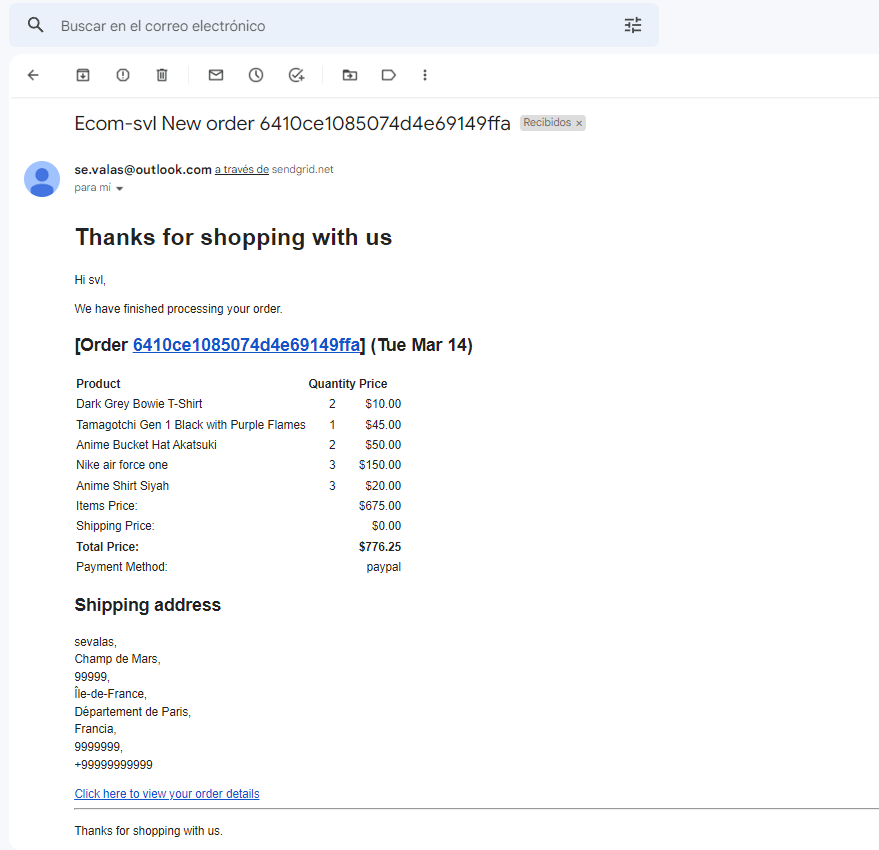 Buscar en el correo electrónico
Ecom-svl New order 6410ce1085074d4e69149ffa Recibidos ×
se.valas@outlook.com a través de sendgrid.net
para mí
Thanks for shopping with us
Hi svl,
We have finished processing your order.
[Order 6410ce1085074d4e69149ffa] (Tue Mar 14)
Product Quantity Price
Dark Grey Bowie T-Shirt 2 $10.00
Tamagotchi Gen 1 Black with Purple Flames 1 $45.00
Anime Bucket Hat Akatsuki 2 $50.00
Nike air force one 3 $150.00
Anime Shirt Siyah 3 $20.00
Items Price: $675.00
Shipping Price: $0.00
Total Price: $776.25
Payment Method: paypal
Shipping address
sevalas,
Champ de Mars,
99999,
Île-de-France,
Département de Paris,
Francia,
9999999,
+99999999999
Click here to view your order details
Thanks for shopping with us.